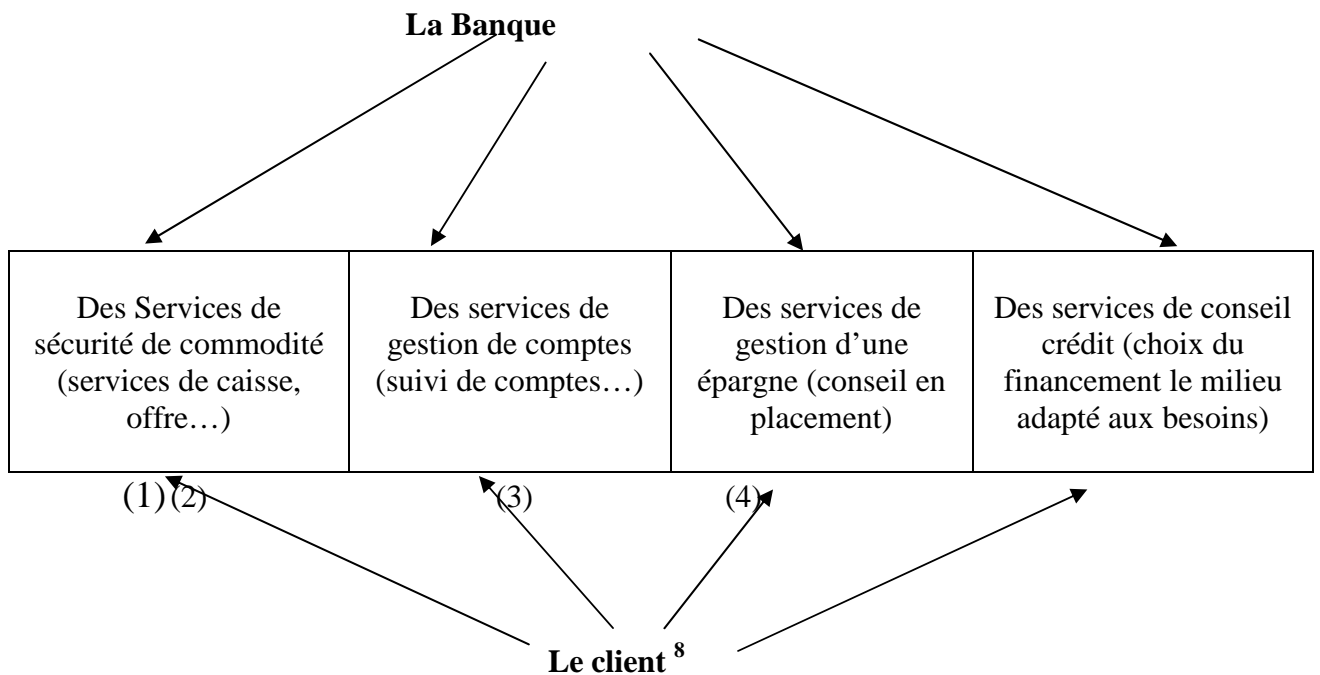 La Banque
Des Services de
sécurité de commodité
(services de caisse,
offre…)
Des services de
gestion de comptes
(suivi de comptes…)
Des services de
gestion d’une
épargne (conseil en
placement)
Des services de conseil
crédit (choix du
financement le milieu
adapté aux besoins)
(1) (2) (3) (4)
Le client 8